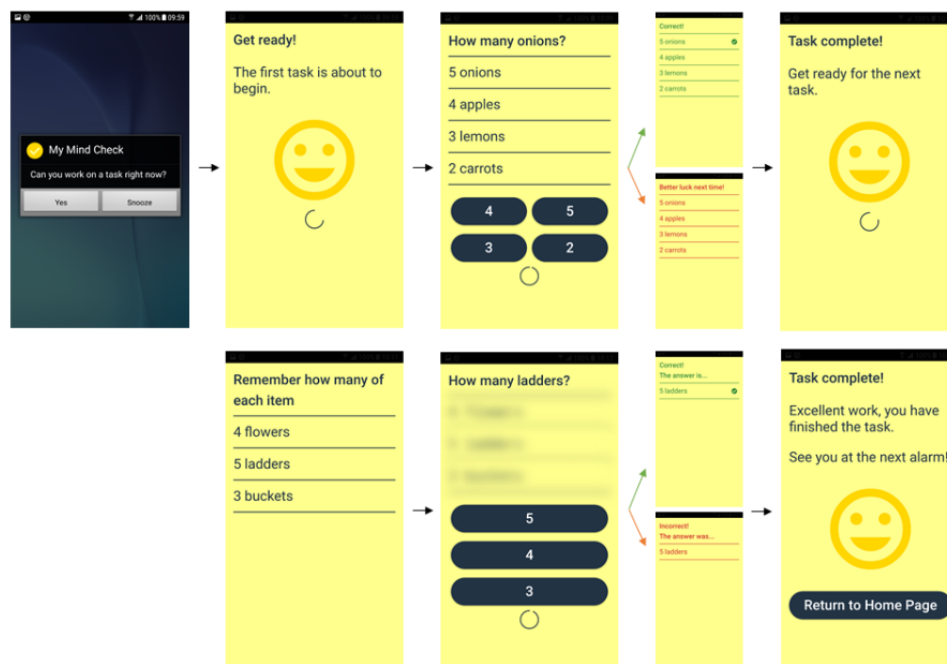 100% 09:59
My Mind Check
Can you work on a task right now?
Yes
Snooze
Get ready!
The first task is about to
begin.
How many onions?
5 onions
4 apples
3 lemons
2 carrots
4
5
3
2
Correct!
5 onions
4 apples
3 lemons
2 carrots
Better luck next time!
5 onions
4 apples
3 lemons
2 carrots
Task complete!
Get ready for the next
task.
Remember how many of
each item
4 flowers
5 ladders
3 buckets
How many ladders?
5
4
3
Correct!
The answer is...
5 ladders
Incorrect!
The answer was...
5 ladders
Task complete!
Excellent work, you have
finished the task.
See you at the next alarm!
Return to Home Page